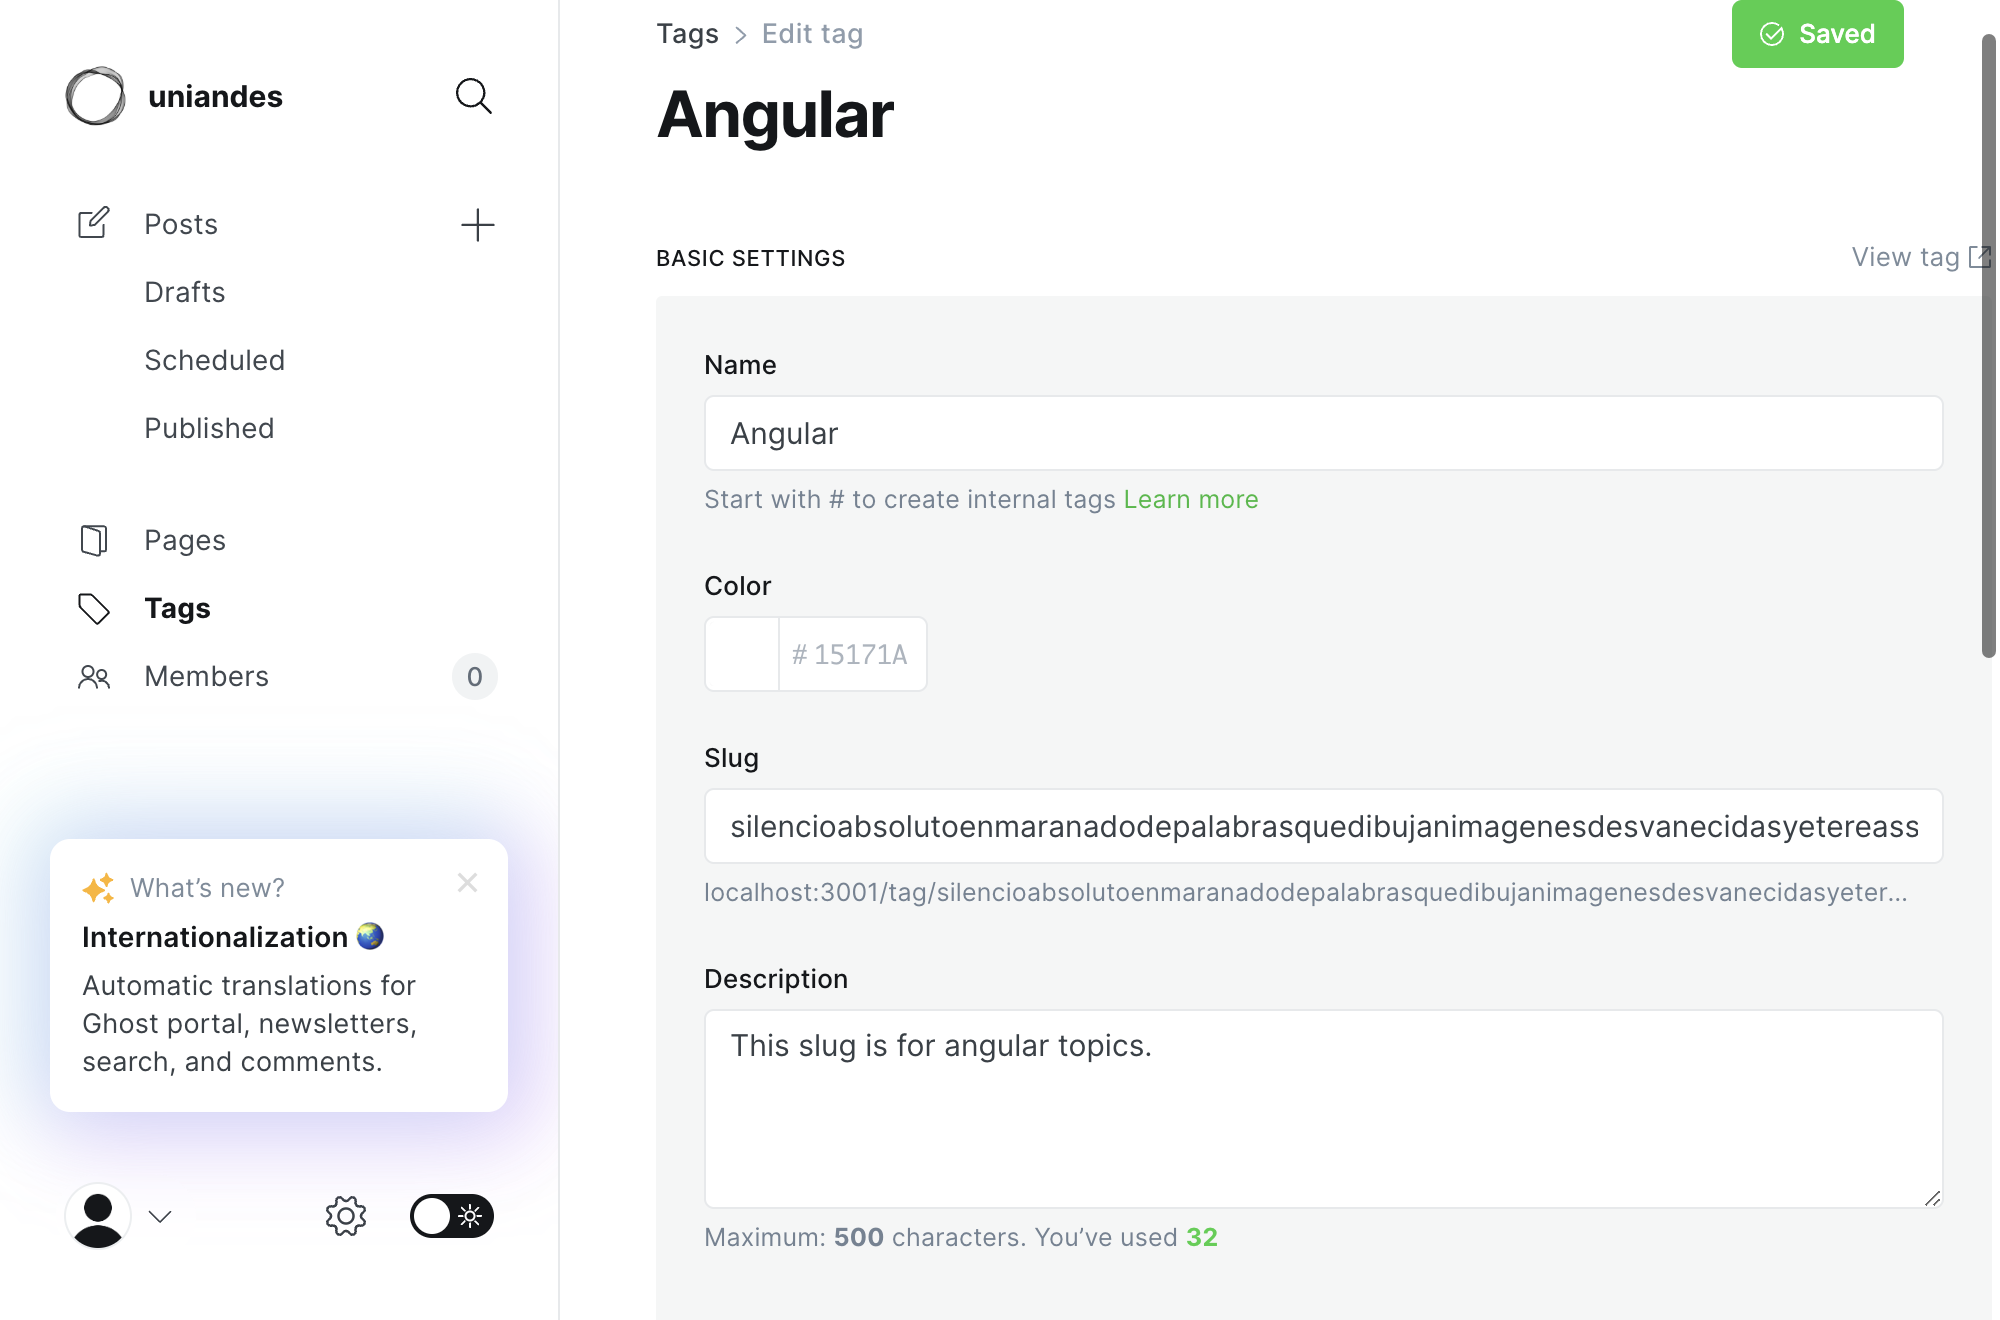 uniandes
Posts
Drafts
Scheduled
Published
Pages
Tags
Members
0
What's new?
Internationalization
Automatic translations for
Ghost portal, newsletters,
search, and comments.
Tags > Edit tag
Saved
Angular
BASIC SETTINGS
View tag
Name
Angular
Start with # to create internal tags Learn more
Color
# 15171A
Slug
silencioabsolutoenmaranadodepalabrasquedibujanimagenesdesvanecidasyetereass
localhost:3001/tag/silencioabsolutoenmaranadodepalabrasquedibujanimagenesdesvanecidasyeter...
Description
This slug is for angular topics.
Maximum: 500 characters. You've used 32